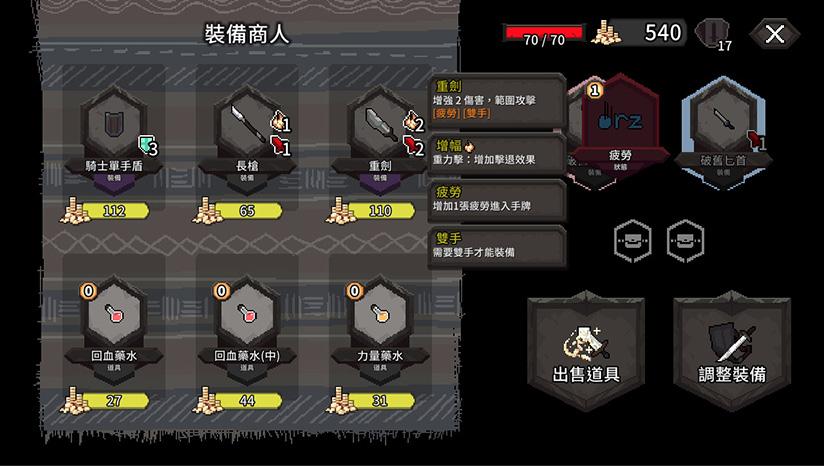 裝備商人
70 / 70
540
17
3
騎士單手盾
裝備
112
1
1
長槍
裝備
65
2
2
重劍
裝備
110
重劍
增強 2 傷害，範圍攻擊
[疲勞] [雙手]
增幅
重力擊：增加擊退效果
疲勞
增加1張疲勞進入手牌
雙手
需要雙手才能裝備
裝備
1
orz
疲勞
狀態
1
破舊匕首
裝備
0
回血藥水
道具
27
0
回血藥水(中)
道具
44
0
力量藥水
道具
31
出售道具
調整裝備